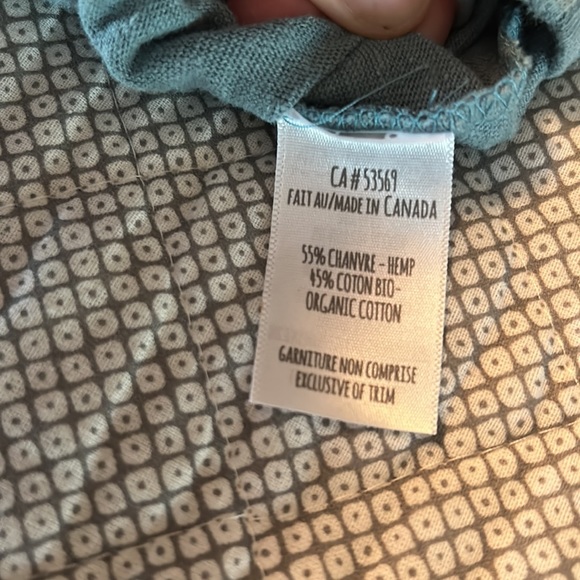 CA # 53569
FAIT AU/MADE IN CANADA
55% CHANVRE - HEMP
45% COTON BIO-
ORGANIC COTTON
GARNITURE NON COMPRISE
EXCLUSIVE OF TRIM